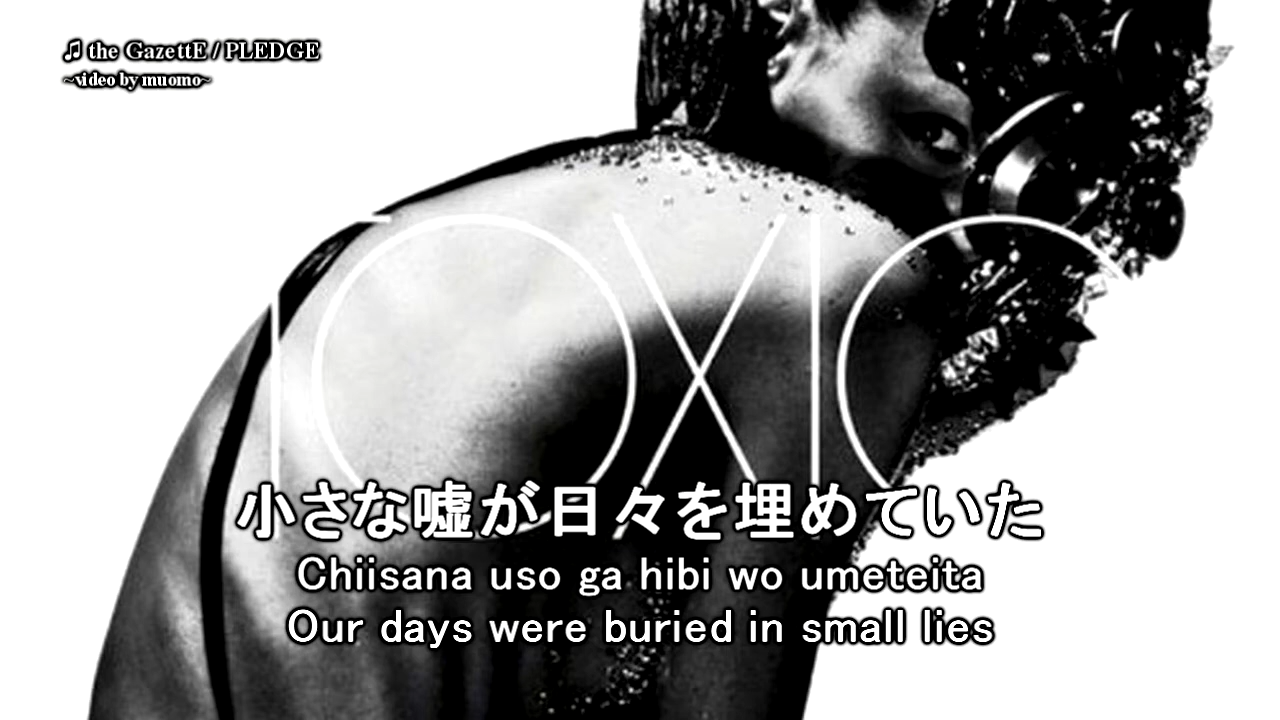 ♫ the GazettE / PLEDGE
~video by muomo~
TOXIC
小さな嘘が日々を埋めていた
Chiisana uso ga hibi wo umeteita
Our days were buried in small lies